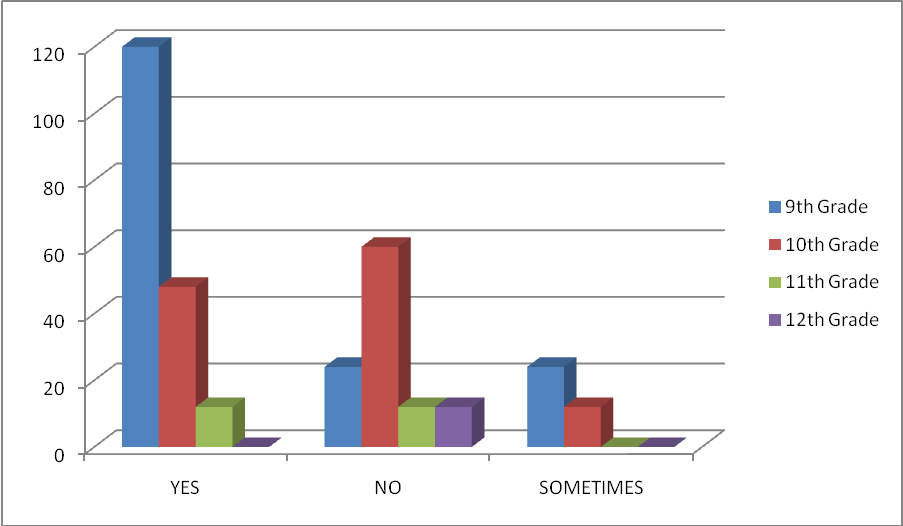 120
100
80
60
40
20
0
YES NO SOMETIMES
9th Grade
10th Grade
11th Grade
12th Grade